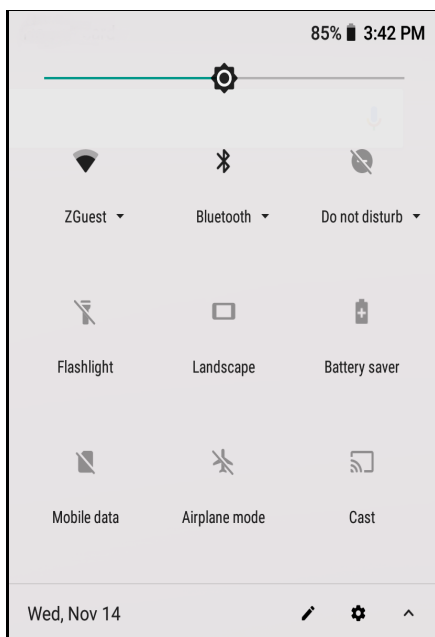 85% 3:42 PM
ZGuest Bluetooth Do not disturb
Flashlight Landscape Battery saver
Mobile data Airplane mode Cast
Wed, Nov 14